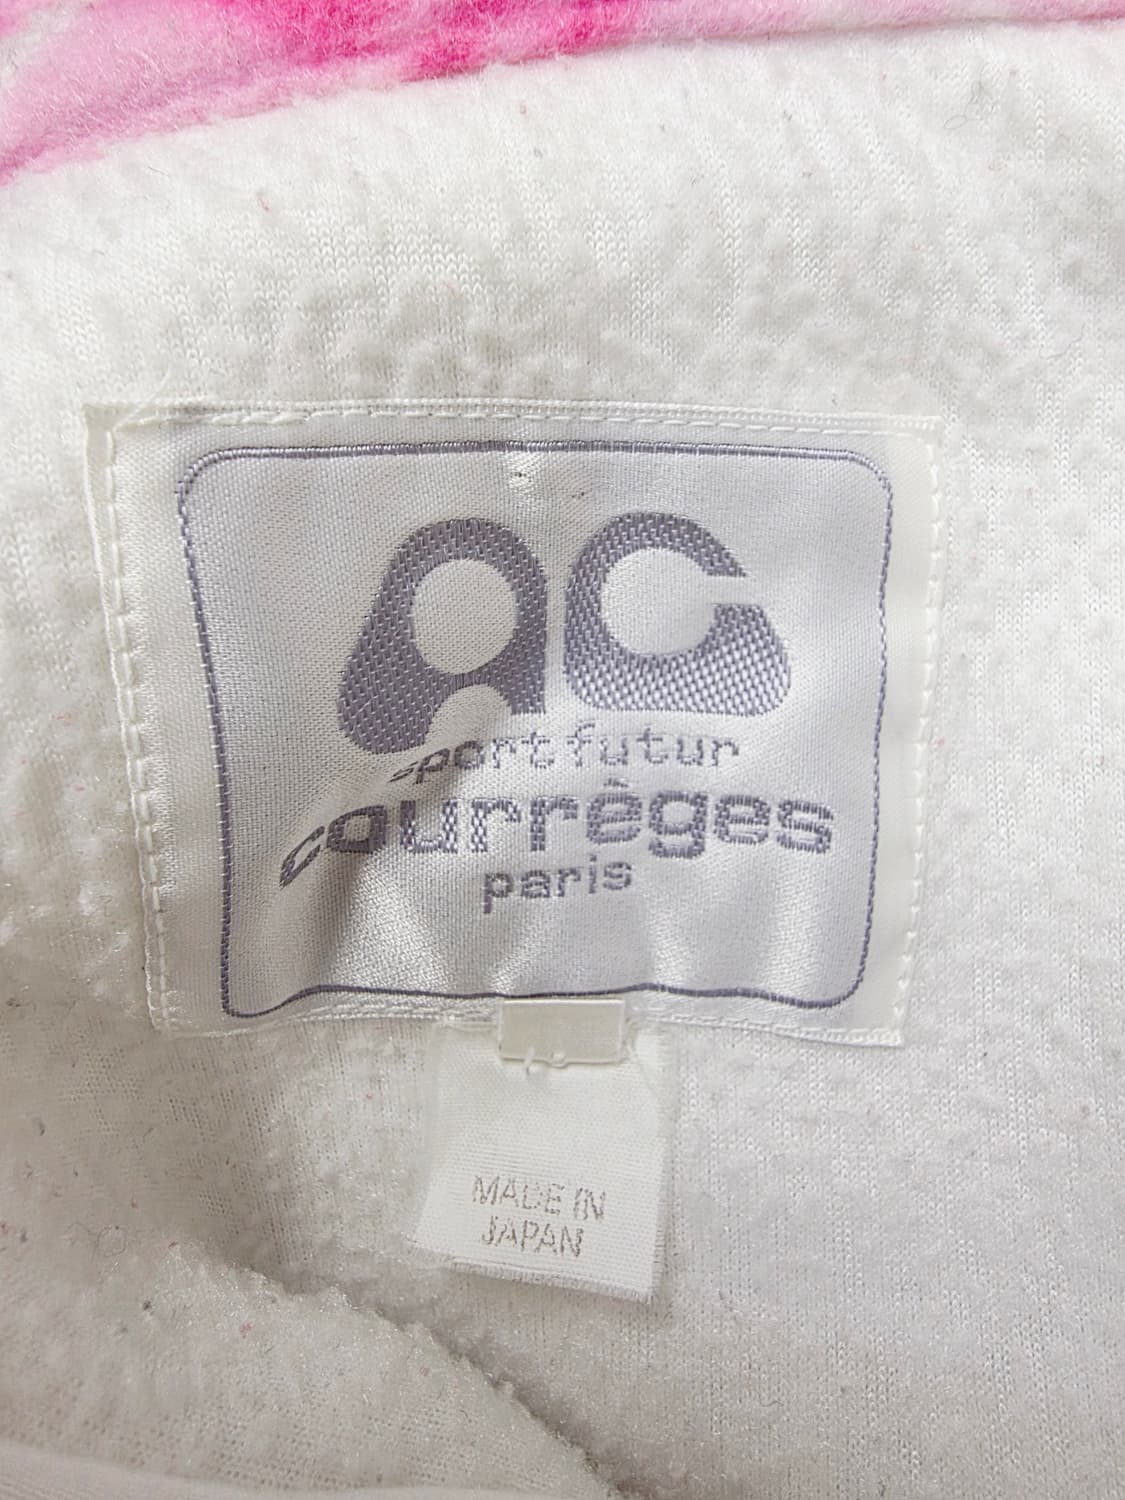 AC
sport futur
courrèges
paris
MADE IN
JAPAN